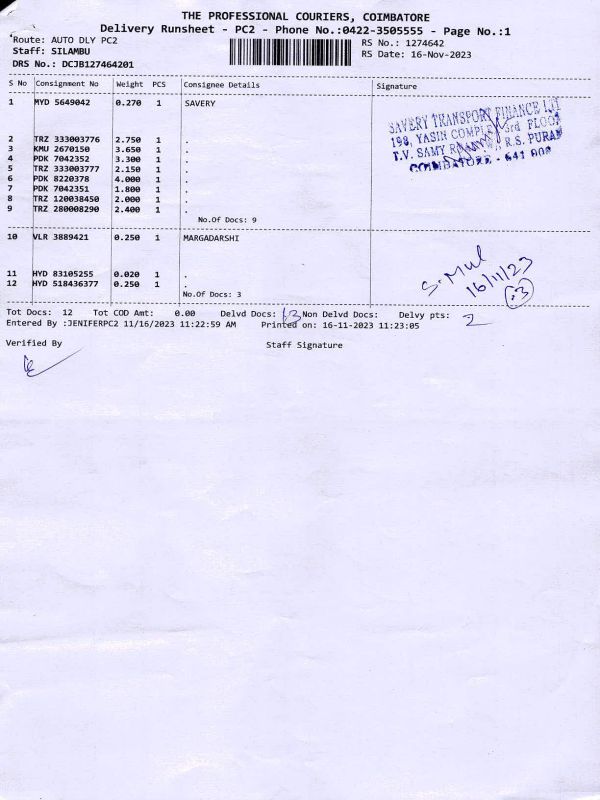 THE PROFESSIONAL COURIERS, COIMBATORE
Delivery Runsheet - PC2 - Phone No.:0422-3505555 - Page No.:1
Route: AUTO DLY PC2
RS No.: 1274642
Staff: SILAMBU
RS Date: 16-Nov-2023
DRS No.: DCJB127464201
S No Consignment No Weight PCS Consignee Details Signature
1 MYD 5649042 0.270 1 SAVERY
SAVERY TRANSPORT FINANCE LTD
198, YASIN COMPLE 3rd FLOOR
T.V. SAMY R R.S. PURAM
COIMBATORE - 641 002
2 TRZ 333003776 2.750 1 .
3 KMU 2670150 3.650 1 .
4 PDK 7042352 3.300 1 .
5 TRZ 333003777 2.150 1 .
6 PDK 8220378 4.000 1 .
7 PDK 7042351 1.800 1 .
8 TRZ 120038450 2.000 1 .
9 TRZ 280008290 2.400 1 .
No.Of Docs: 9
10 VLR 3889421 0.250 1 MARGADARSHI
16/11/23
:3
11 HYD 83105255 0.020 1 .
12 HYD 518436377 0.250 1 .
No.Of Docs: 3
Tot Docs: 12 Tot COD Amt: 0.00 Delvd Docs: Non Delvd Docs: Delvy pts: 2
Entered By :JENIFERPC2 11/16/2023 11:22:59 AM Printed on: 16-11-2023 11:23:05
Verified By Staff Signature